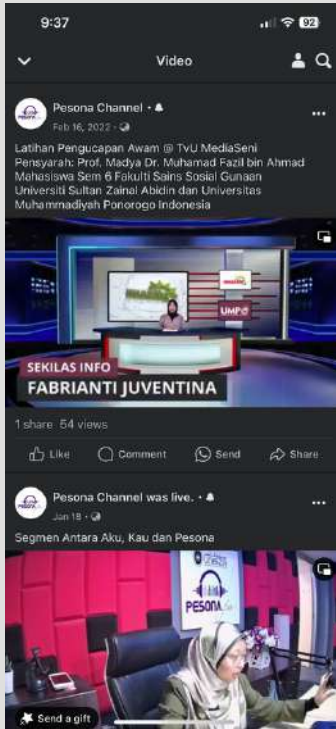 9:37
92
Video
Pesona Channel
Feb 16, 2022
Latihan Pengucapan Awam @ TvU MediaSeni
Pensyarah: Prof. Madya Dr. Muhamad Fazil bin Ahmad
Mahasiswa Sem 6 Fakulti Sains Sosial Gunaan
Universiti Sultan Zainal Abidin dan Universitas
Muhammadiyah Ponorogo Indonesia
SEKILAS INFO
FABRIANTI JUVENTINA
1 share 54 views
Like Comment Send Share
Pesona Channel was live.
Jan 18
Segmen Antara Aku, Kau dan Pesona
PESONA
Send a gift